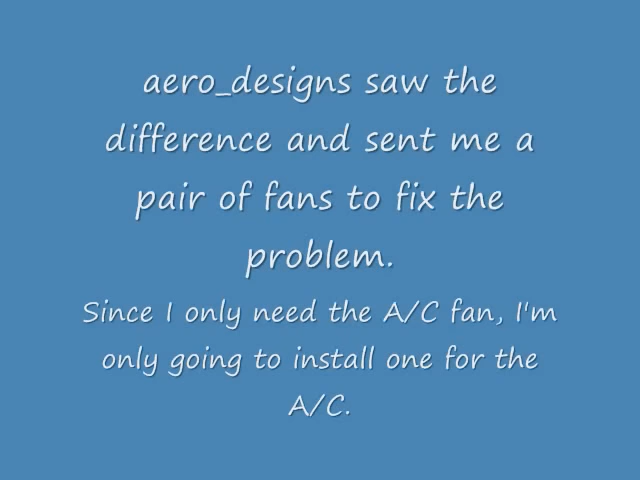 aero_designs saw the
difference and sent me a
pair of fans to fix the
problem.
Since I only need the A/C fan, I'm
only going to install one for the
A/C.